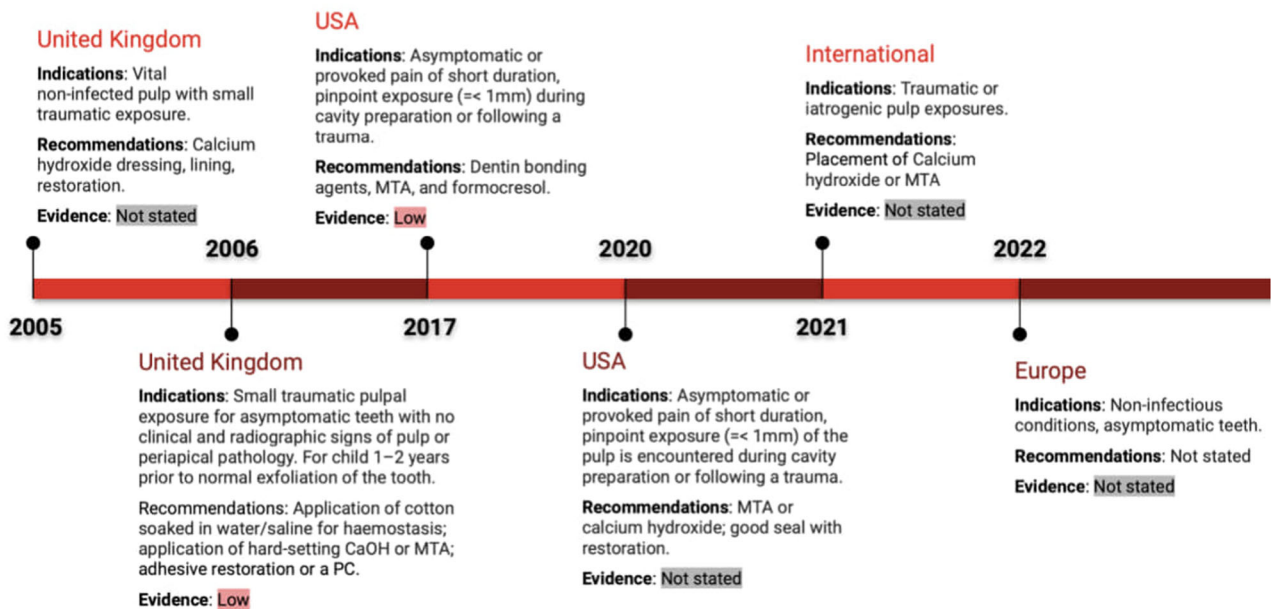 United Kingdom
Indications: Vital
non-infected pulp with small
traumatic exposure.
Recommendations: Calcium
hydroxide dressing, lining,
restoration.
Evidence: Not stated
USA
Indications: Asymptomatic or
provoked pain of short duration,
pinpoint exposure (=< 1mm) during
cavity preparation or following a
trauma.
Recommendations: Dentin bonding
agents, MTA, and formocresol.
Evidence: Low
International
Indications: Traumatic or
iatrogenic pulp exposures.
Recommendations:
Placement of Calcium
hydroxide or MTA
Evidence: Not stated
2006
2020
2022
2005
2017
2021
United Kingdom
Indications: Small traumatic pulpal
exposure for asymptomatic teeth with no
clinical and radiographic signs of pulp or
periapical pathology. For child 1–2 years
prior to normal exfoliation of the tooth.
Recommendations: Application of cotton
soaked in water/saline for haemostasis;
application of hard-setting CaOH or MTA;
adhesive restoration or a PC.
Evidence: Low
USA
Indications: Asymptomatic or
provoked pain of short duration,
pinpoint exposure (=< 1mm) of the
pulp is encountered during cavity
preparation or following a trauma.
Recommendations: MTA or
calcium hydroxide; good seal with
restoration.
Evidence: Not stated
Europe
Indications: Non-infectious
conditions, asymptomatic teeth.
Recommendations: Not stated
Evidence: Not stated